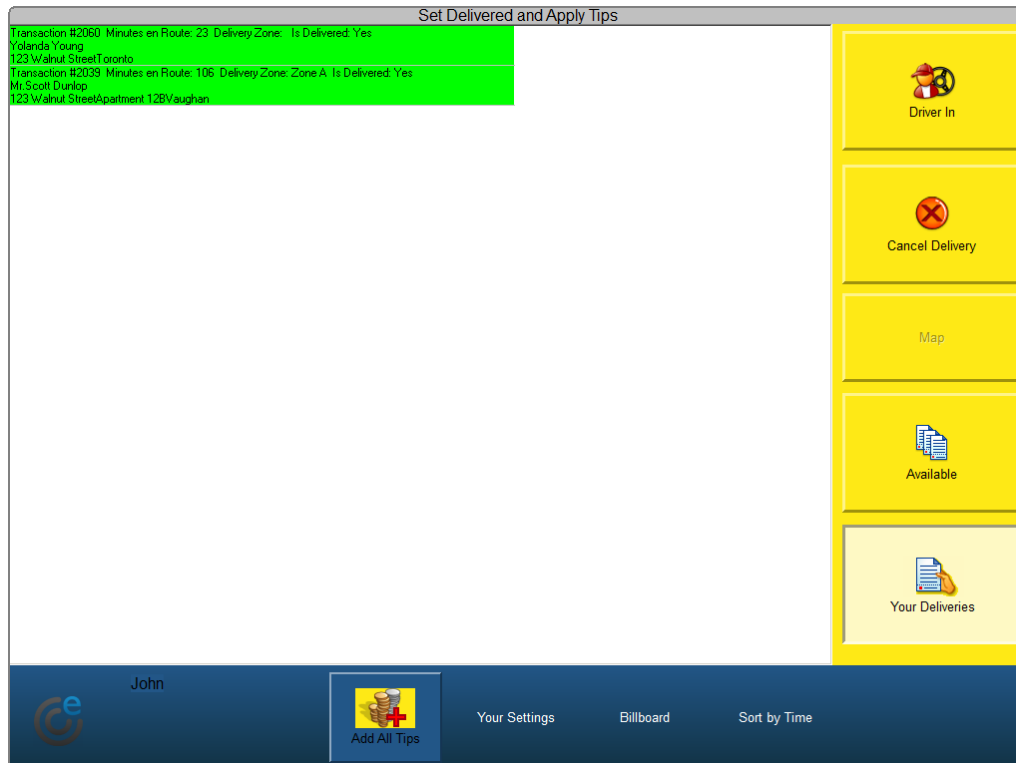 Set Delivered and Apply Tips
Transaction #2060 Minutes en Route: 23 Delivery Zone: Is Delivered: Yes
Yolanda Young
123 Walnut StreetToronto
Transaction #2039 Minutes en Route: 106 Delivery Zone: Zone A Is Delivered: Yes
Mr.Scott Dunlop
123 Walnut StreetApartment 12BVaughan
Driver In
Cancel Delivery
Map
Available
Your Deliveries
John
e
Add All Tips
Your Settings
Billboard
Sort by Time